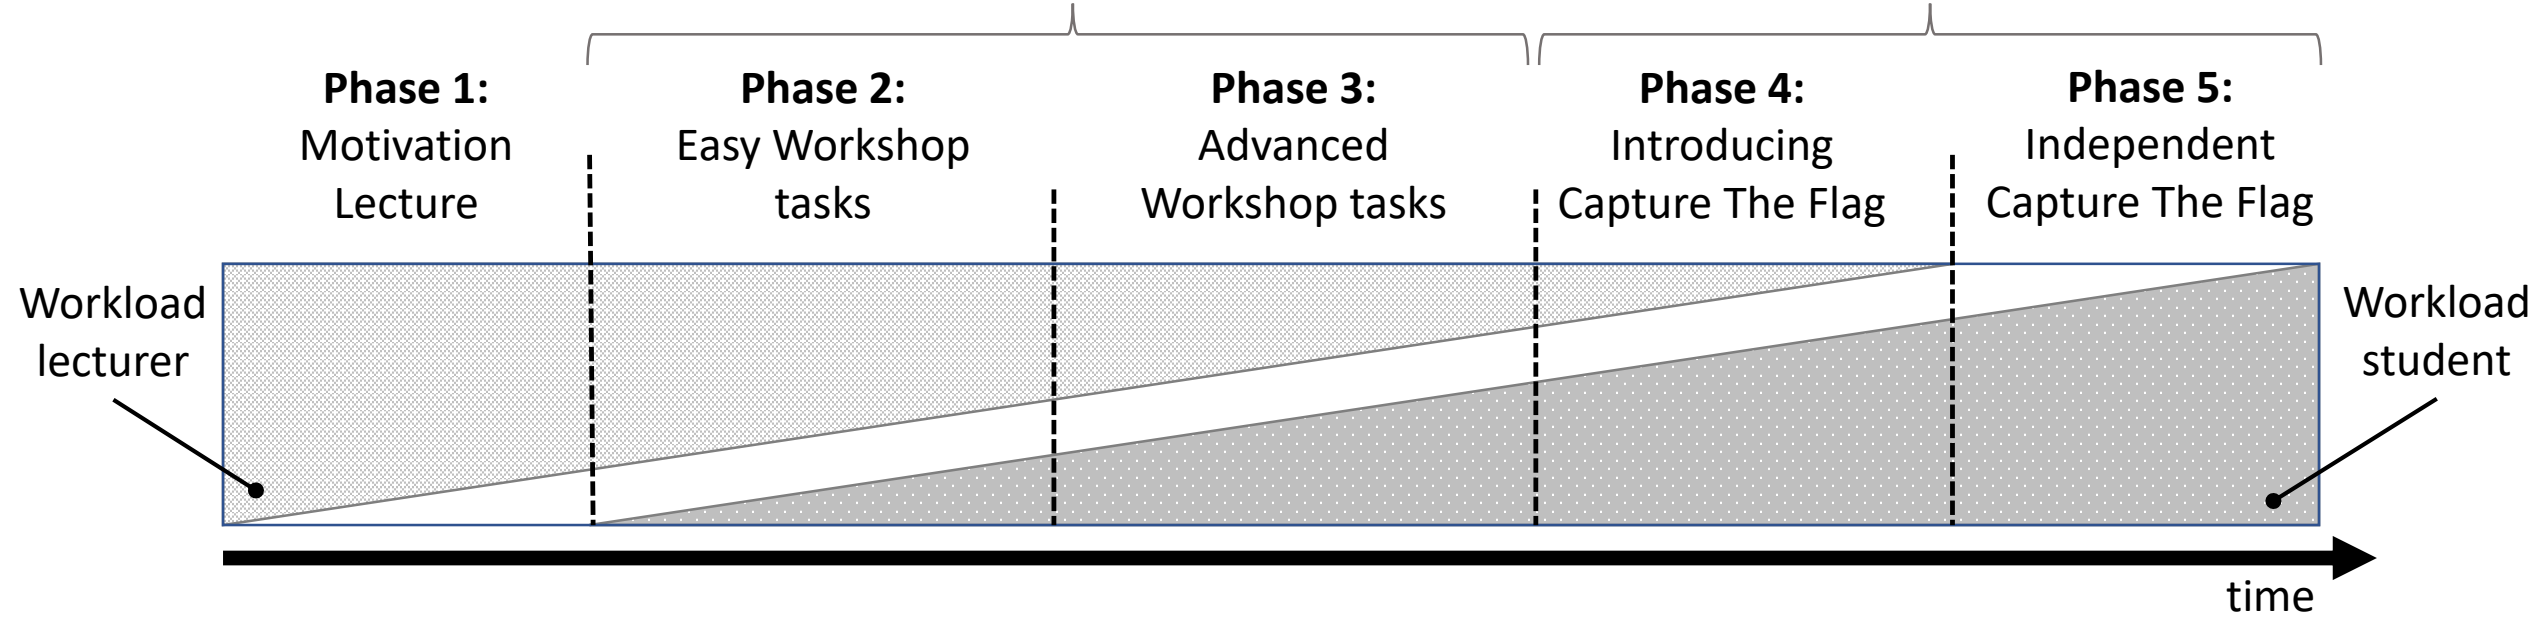 Phase 1:
Motivation
Lecture
Phase 2:
Easy Workshop
tasks
Phase 3:
Advanced
Workshop tasks
Phase 4:
Introducing
Capture The Flag
Phase 5:
Independent
Capture The Flag
Workload
lecturer
Workload
student
time